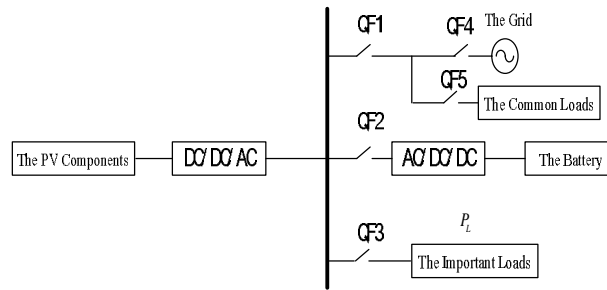 The Grid
QF1
QF4
QF5
The Common Loads
QF2
The PV Components
DC/DC/AC
AC/DC/DC
The Battery
P_L
QF3
The Important Loads